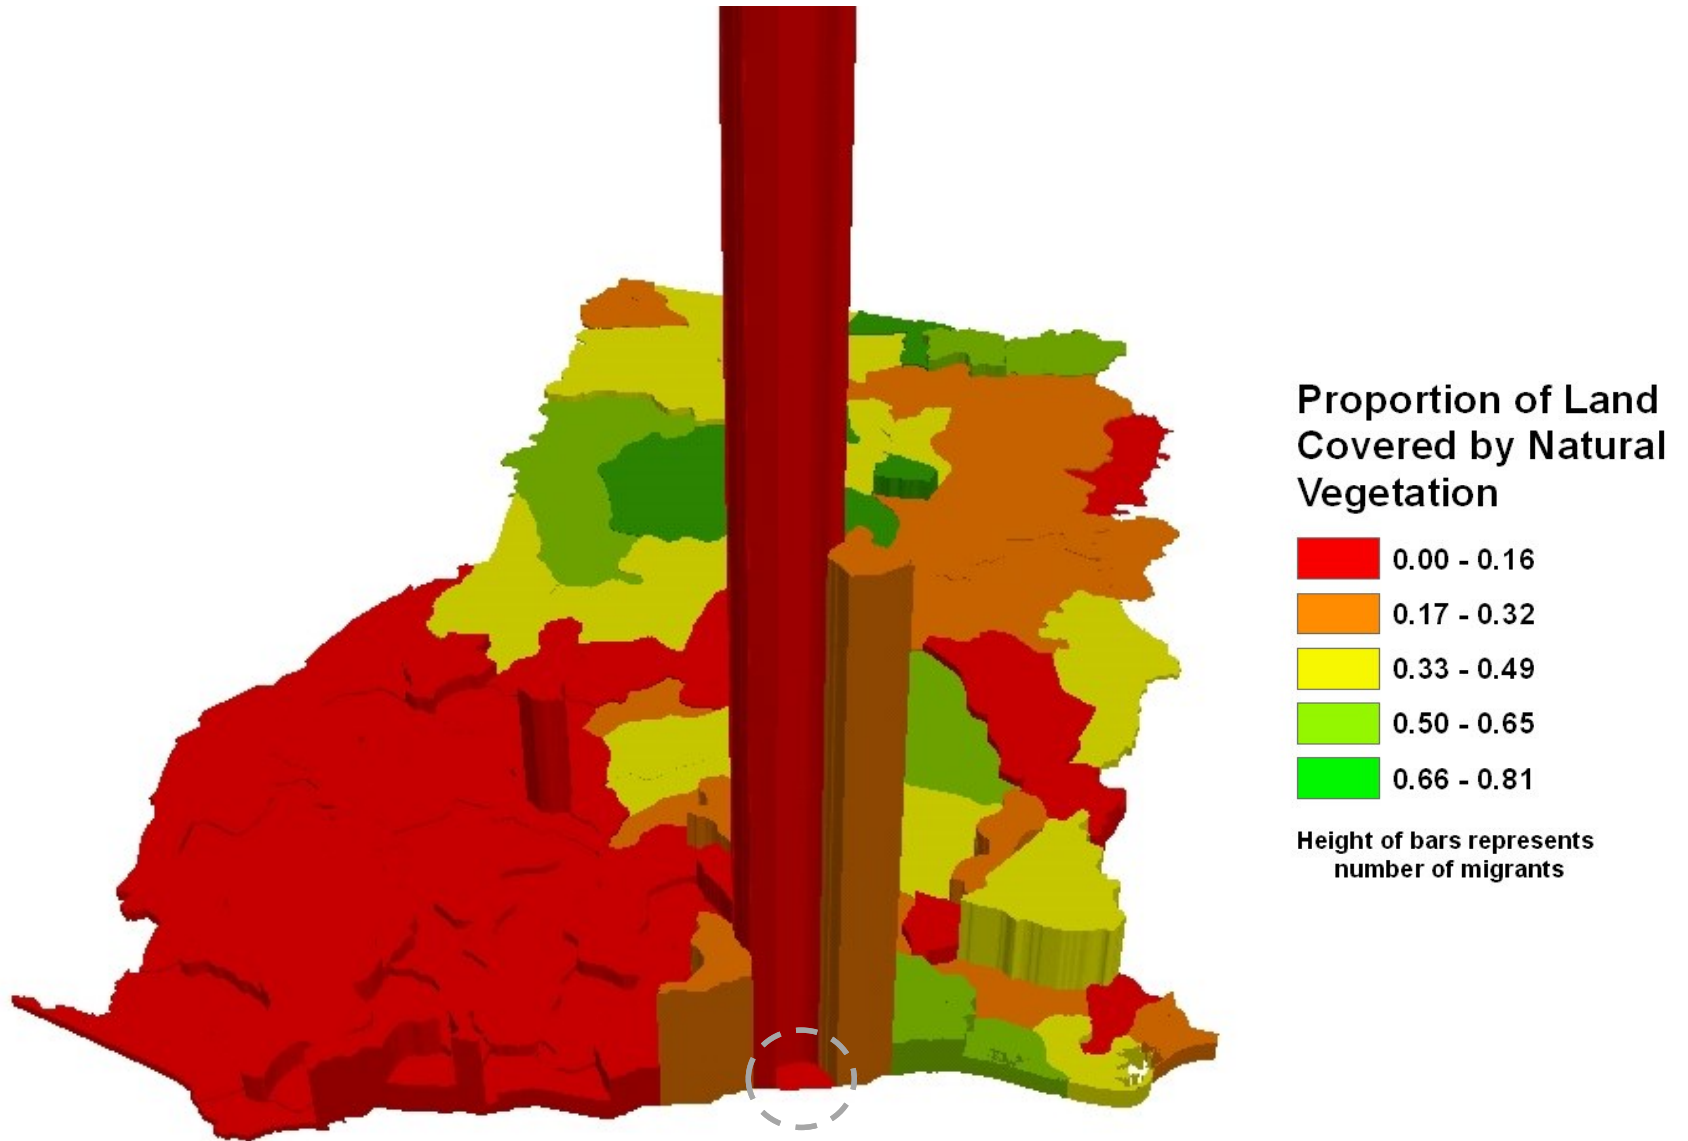 Proportion of Land
Covered by Natural
Vegetation
0.00 - 0.16
0.17 - 0.32
0.33 - 0.49
0.50 - 0.65
0.66 - 0.81
Height of bars represents
number of migrants